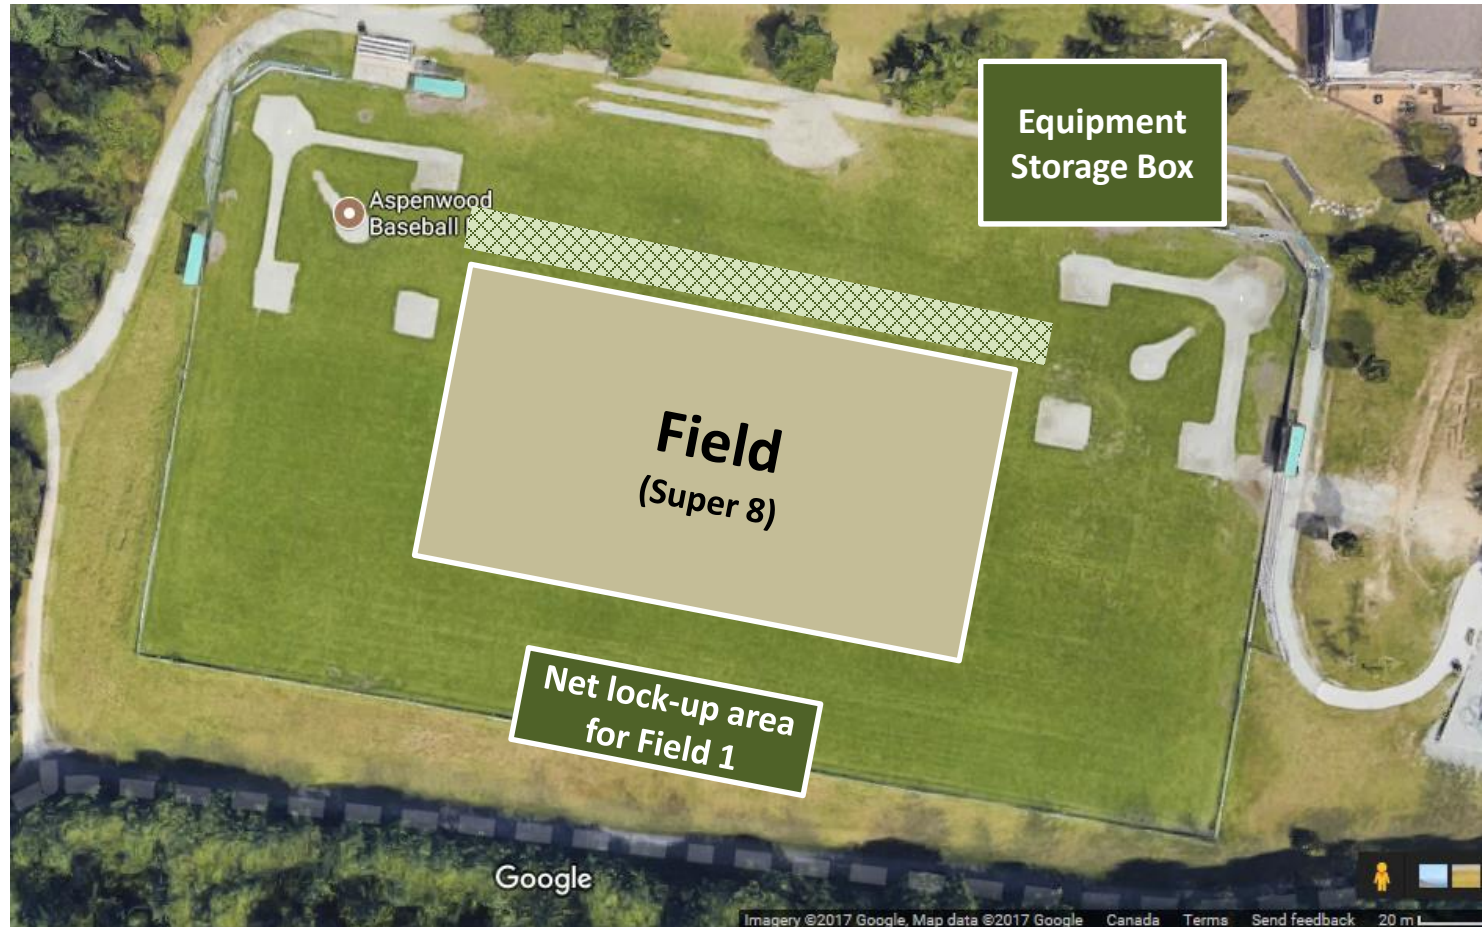 Equipment
Storage Box
Aspenwood
Baseball
Field
(Super 8)
Net lock-up area
for Field 1
Google
Imagery ©2017 Google, Map data ©2017 Google Canada Terms Send feedback 20 m